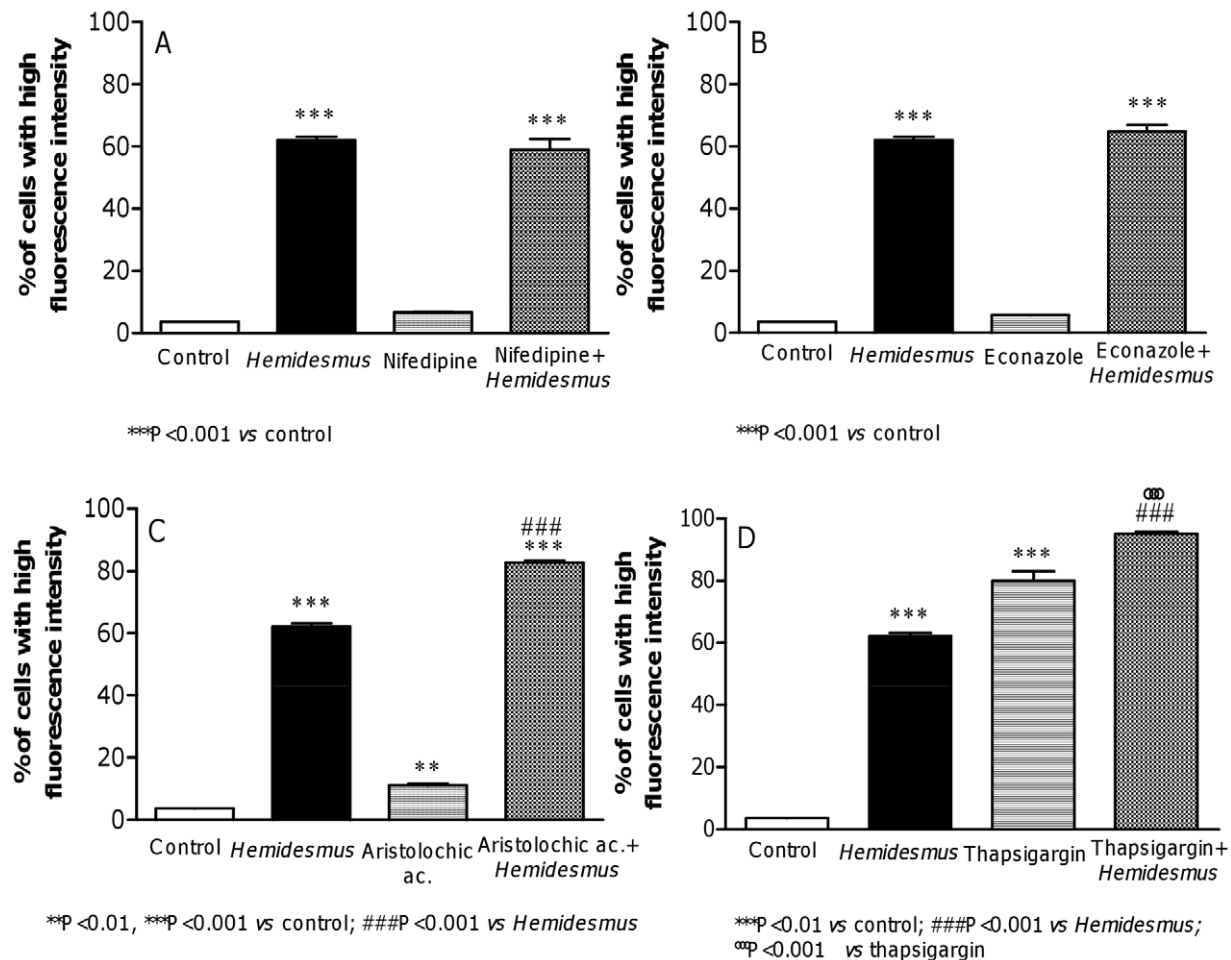 A
%of cells with high
fluorescence intensity
100
80
60
40
20
0
***
***
Control
Hemidesmus
Nifedipine
Nifedipine+
Hemidesmus
***P<0.001 vs control
B
%of cells with high
fluorescence intensity
100
80
60
40
20
0
***
***
Control
Hemidesmus
Econazole
Econazole+
Hemidesmus
***P<0.001 vs control
C
%of cells with high
fluorescence intensity
100
80
60
40
20
0
***
**
###
***
Control
Hemidesmus
Aristolochic
ac.
Aristolochic ac.+
Hemidesmus
**P<0.01, ***P<0.001 vs control; ###P<0.001 vs Hemidesmus
D
%of cells with high
fluorescence intensity
100
80
60
40
20
0
***
***
°°°
###
Control
Hemidesmus
Thapsigargin
Thapsigargin+
Hemidesmus
***P<0.01 vs control; ###P<0.001 vs Hemidesmus;
°°°P<0.001 vs thapsigargin